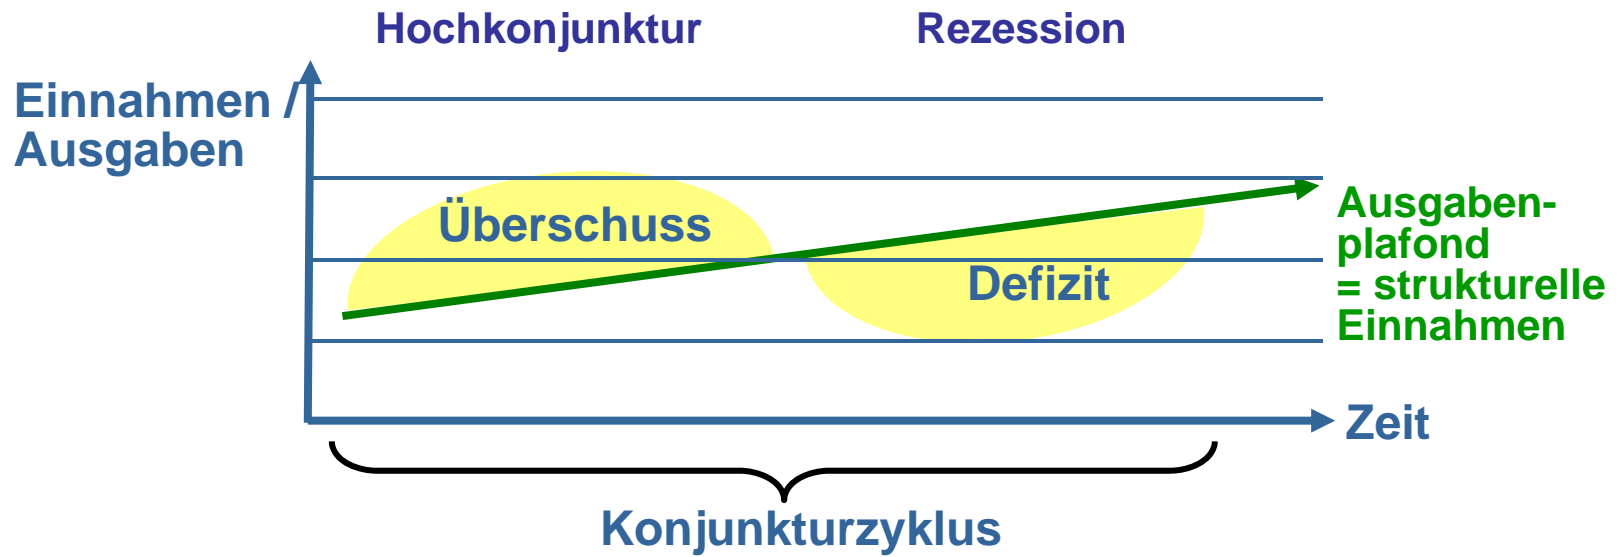 Hochkonjunktur
Rezession
Einnahmen /
Ausgaben
Überschuss
Defizit
Ausgaben-
plafond
= strukturelle
Einnahmen
Zeit
Konjunkturzyklus